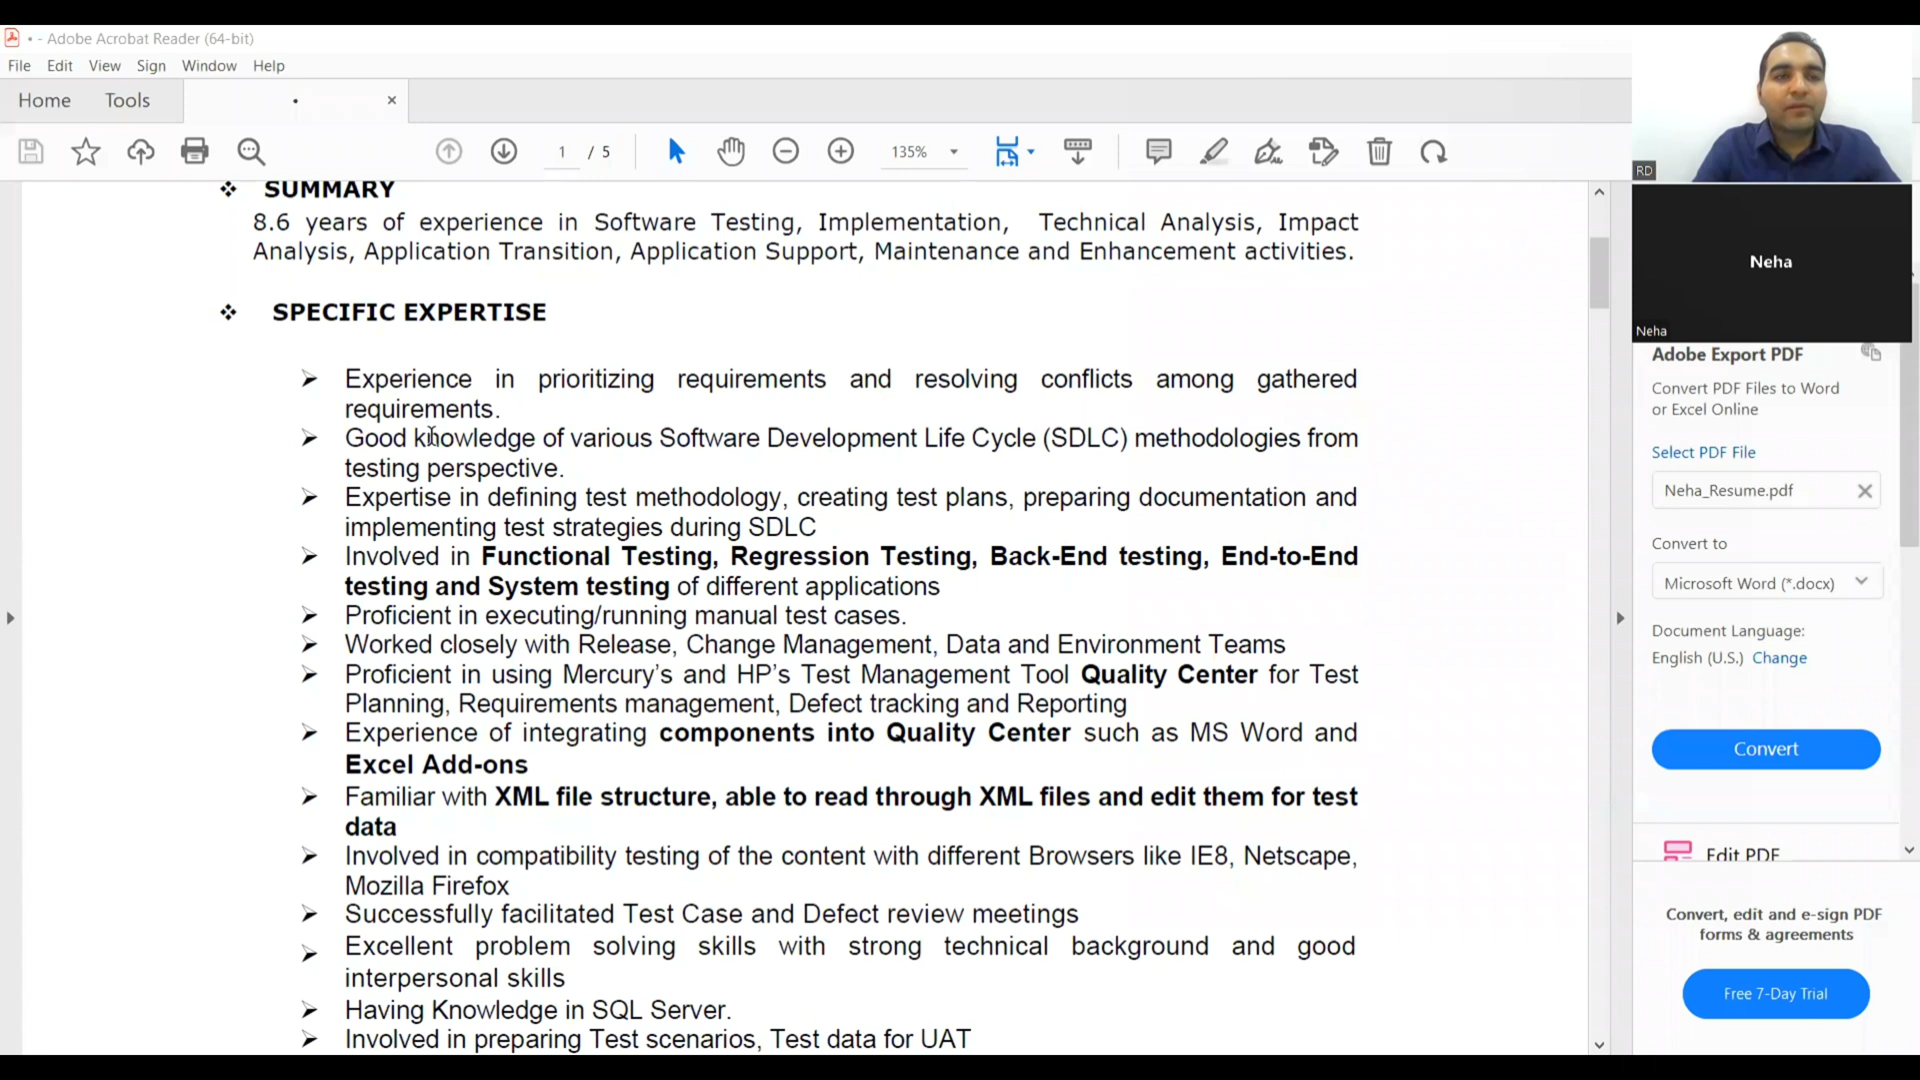 • - Adobe Acrobat Reader (64-bit)
File Edit View Sign Window Help
Home Tools
1 / 5 135%
SUMMARY
8.6 years of experience in Software Testing, Implementation, Technical Analysis, Impact
Analysis, Application Transition, Application Support, Maintenance and Enhancement activities.
SPECIFIC EXPERTISE
Experience in prioritizing requirements and resolving conflicts among gathered
requirements.
Good knowledge of various Software Development Life Cycle (SDLC) methodologies from
testing perspective.
Expertise in defining test methodology, creating test plans, preparing documentation and
implementing test strategies during SDLC
Involved in Functional Testing, Regression Testing, Back-End testing, End-to-End
testing and System testing of different applications
Proficient in executing/running manual test cases.
Worked closely with Release, Change Management, Data and Environment Teams
Proficient in using Mercury’s and HP’s Test Management Tool Quality Center for Test
Planning, Requirements management, Defect tracking and Reporting
Experience of integrating components into Quality Center such as MS Word and
Excel Add-ons
Familiar with XML file structure, able to read through XML files and edit them for test
data
Involved in compatibility testing of the content with different Browsers like IE8, Netscape,
Mozilla Firefox
Successfully facilitated Test Case and Defect review meetings
Excellent problem solving skills with strong technical background and good
interpersonal skills
Having Knowledge in SQL Server.
Involved in preparing Test scenarios, Test data for UAT
RD
Neha
Neha
Adobe Export PDF
Convert PDF Files to Word
or Excel Online
Select PDF File
Neha_Resume.pdf
Convert to
Microsoft Word (*.docx)
Document Language:
English (U.S.) Change
Convert
Edit PDF
Convert, edit and e-sign PDF
forms & agreements
Free 7-Day Trial